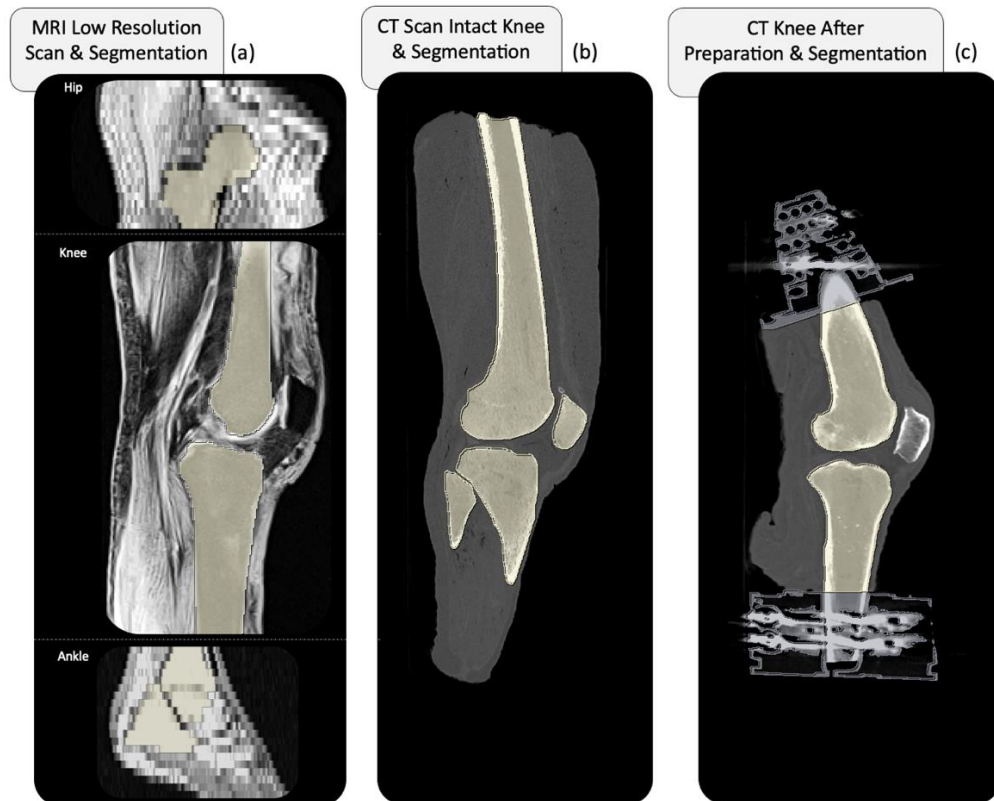 MRI Low Resolution
Scan & Segmentation
(a)
Hip
Knee
Ankle
CT Scan Intact Knee
& Segmentation
(b)
CT Knee After
Preparation & Segmentation
(c)